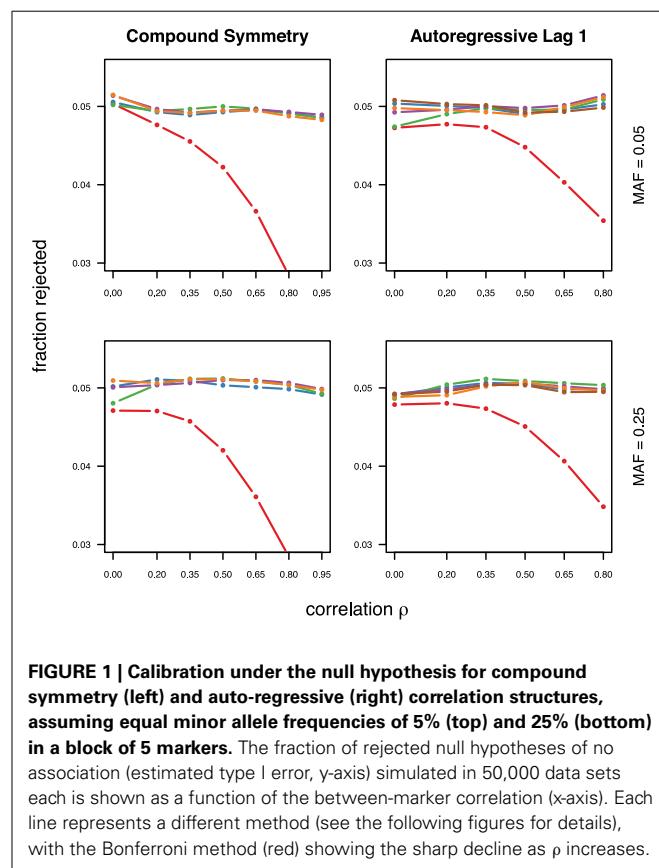 Compound Symmetry
Autoregressive Lag 1
fraction rejected
0.05
0.04
0.03
0.00 0.20 0.35 0.50 0.65 0.80 0.95
0.05
0.04
0.03
0.00 0.20 0.35 0.50 0.65 0.80
MAF = 0.05
0.05
0.04
0.03
0.00 0.20 0.35 0.50 0.65 0.80 0.95
0.05
0.04
0.03
0.00 0.20 0.35 0.50 0.65 0.80
MAF = 0.25
correlation ρ
FIGURE 1 | Calibration under the null hypothesis for compound
symmetry (left) and auto-regressive (right) correlation structures,
assuming equal minor allele frequencies of 5% (top) and 25% (bottom)
in a block of 5 markers. The fraction of rejected null hypotheses of no
association (estimated type I error, y-axis) simulated in 50,000 data sets
each is shown as a function of the between-marker correlation (x-axis). Each
line represents a different method (see the following figures for details),
with the Bonferroni method (red) showing the sharp decline as ρ increases.